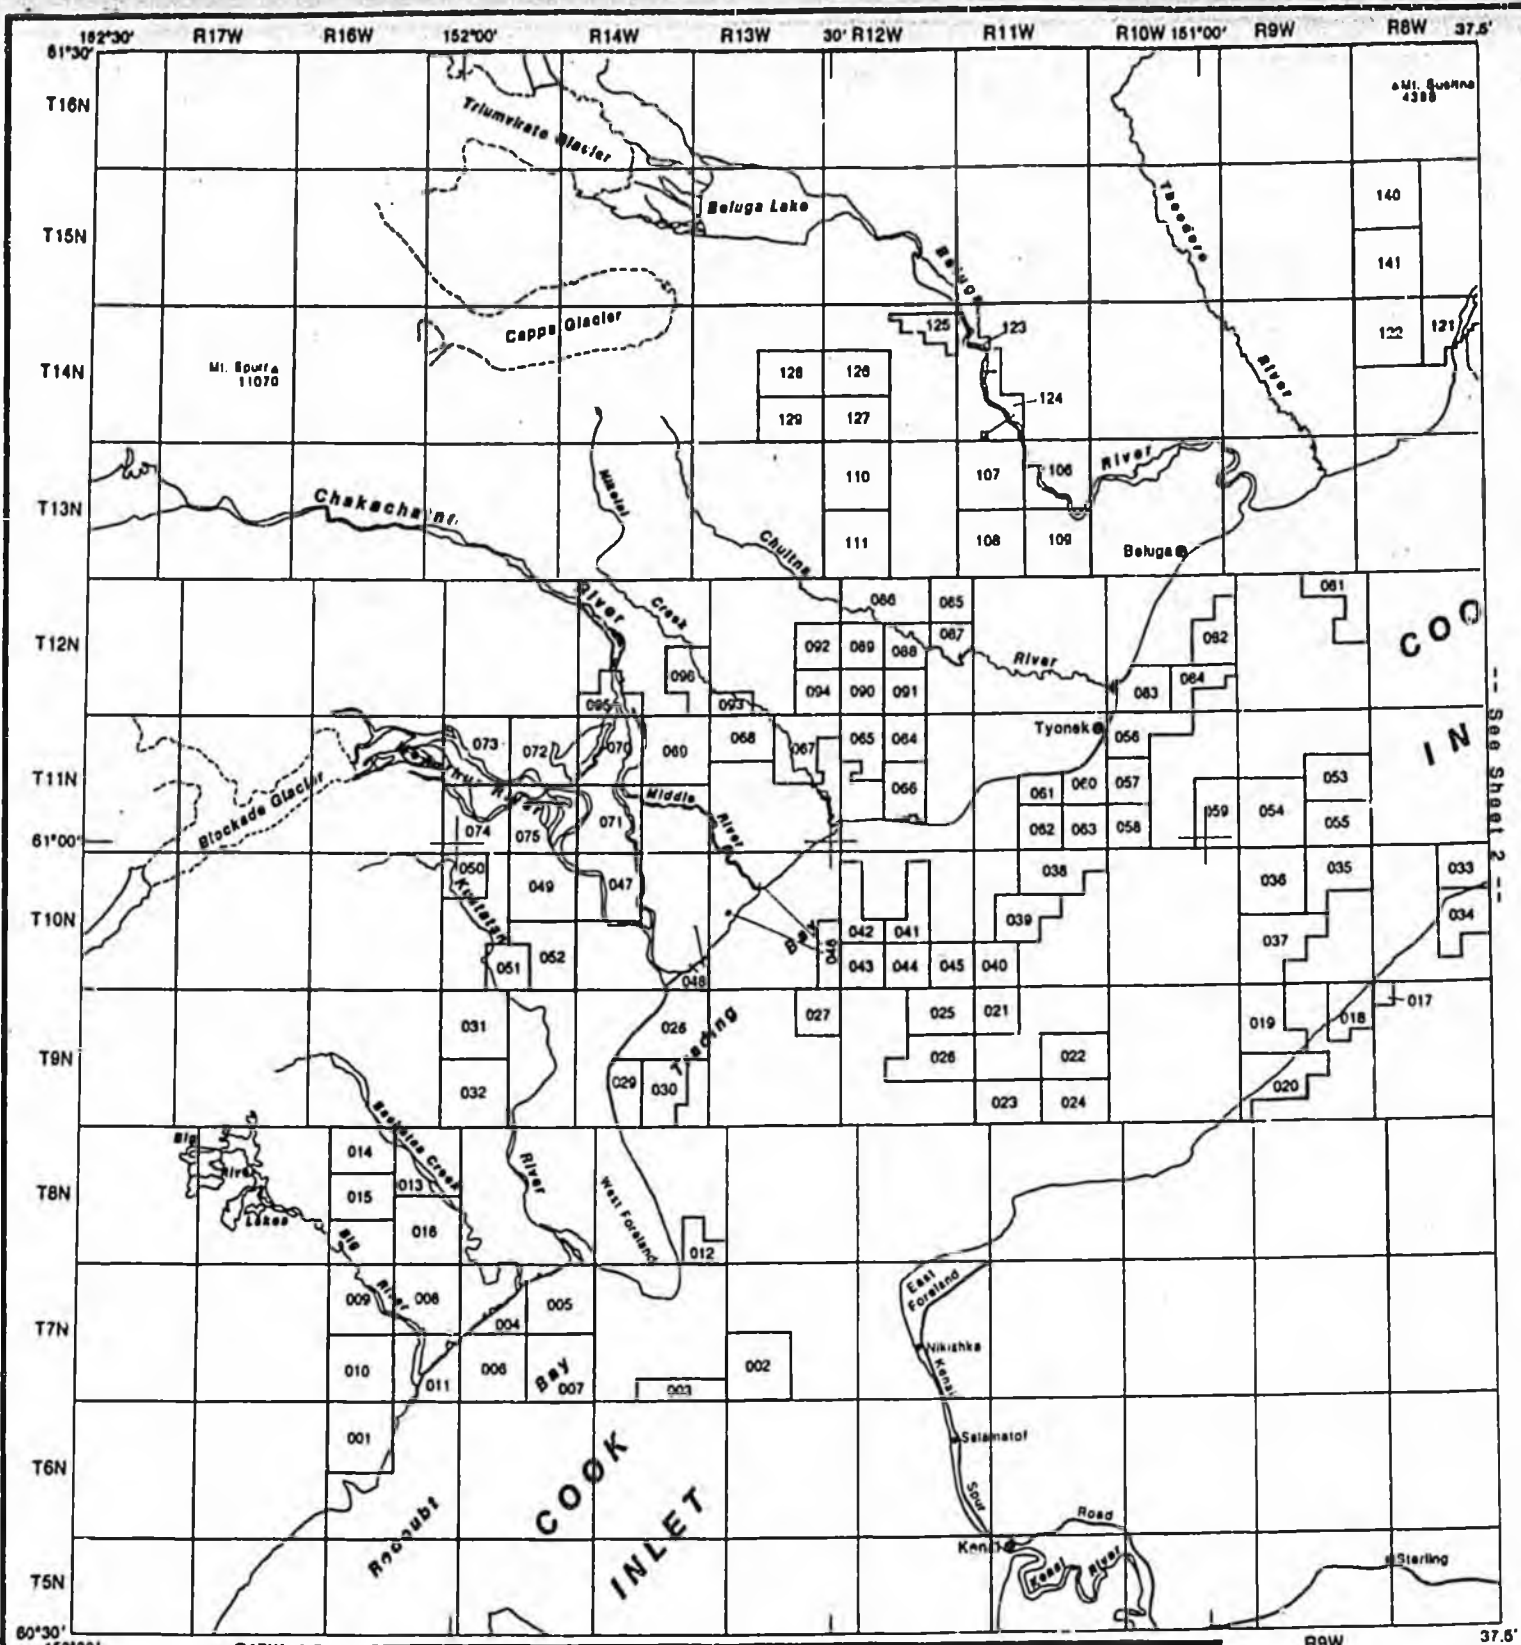 152°30' R17W R16W 152°00' R14W R13W 30' R12W R11W R10W 151°00' R9W R8W 37.5'
61°30'
T16N
Mt. Susitna
4396
Triumvirate Glacier
140
Beluga Lake
Theodore
T15N
141
Beluga
Capps Glacier
125
123
122
121
Mt. Spurr
11070
T14N
128
126
River
124
129
127
River
Nikolai
110
107
106
T13N
Chakachatna
Chulitna
111
108
109
Beluga
081
066
065
River
Creek
T12N
092
089
088
087
River
082
COO
096
094
090
091
083
084
095
093
Tyonek
056
073
072
070
069
068
067
065
064
IN
-- See Sheet 2 --
T11N
061
060
057
059
054
053
Blockade Glacier
Middle
066
074
075
071
River
062
063
058
055
61°00'
050
038
036
035
033
049
047
Kustatan
T10N
046
042
041
039
034
Bay
037
051
052
048
043
044
045
040
017
031
026
027
025
021
019
018
T9N
Trading
026
022
032
029
030
020
023
024
Big
014
Bachatna Creek
River
T8N
River
015
013
Lakes
016
West Foreland
Big
012
009
008
005
East
Foreland
T7N
River
004
Nikishka
010
011
006
Bay
007
003
002
Kenai
001
Salamatof
T6N
COOK
Spur
Redoubt
INLET
Road
Kenai
Kenai River
Sterling
T5N
60°30'
R9W
37.5'